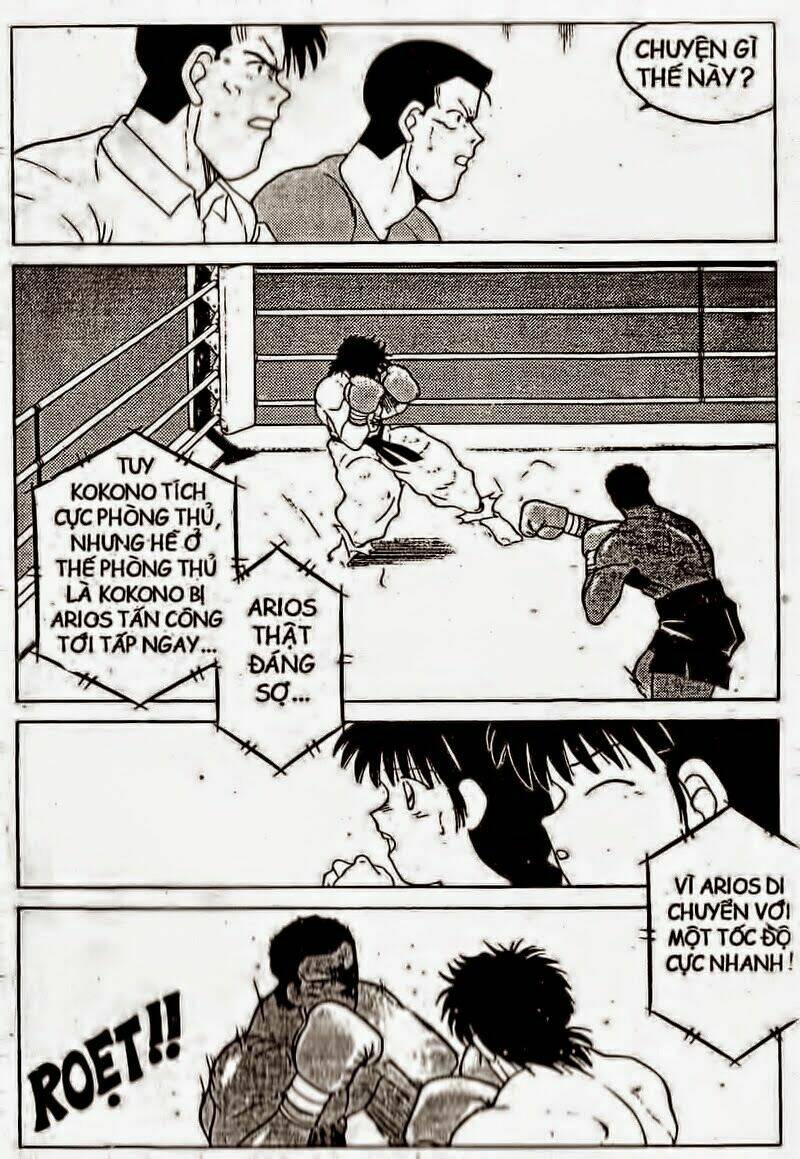 CHUYỆN GÌ
THẾ NÀY?
TUY
KOKONO TÍCH
CỰC PHÒNG THỦ,
NHƯNG HỄ Ở
THẾ PHÒNG THỦ
LÀ KOKONO BỊ
ARIOS TẤN CÔNG
TỚI TẤP NGAY...
ARIOS
THẬT
ĐÁNG
SỢ...
VÌ ARIOS DI
CHUYỂN VỚI
MỘT TỐC ĐỘ
CỰC NHANH!
ROẸT!!